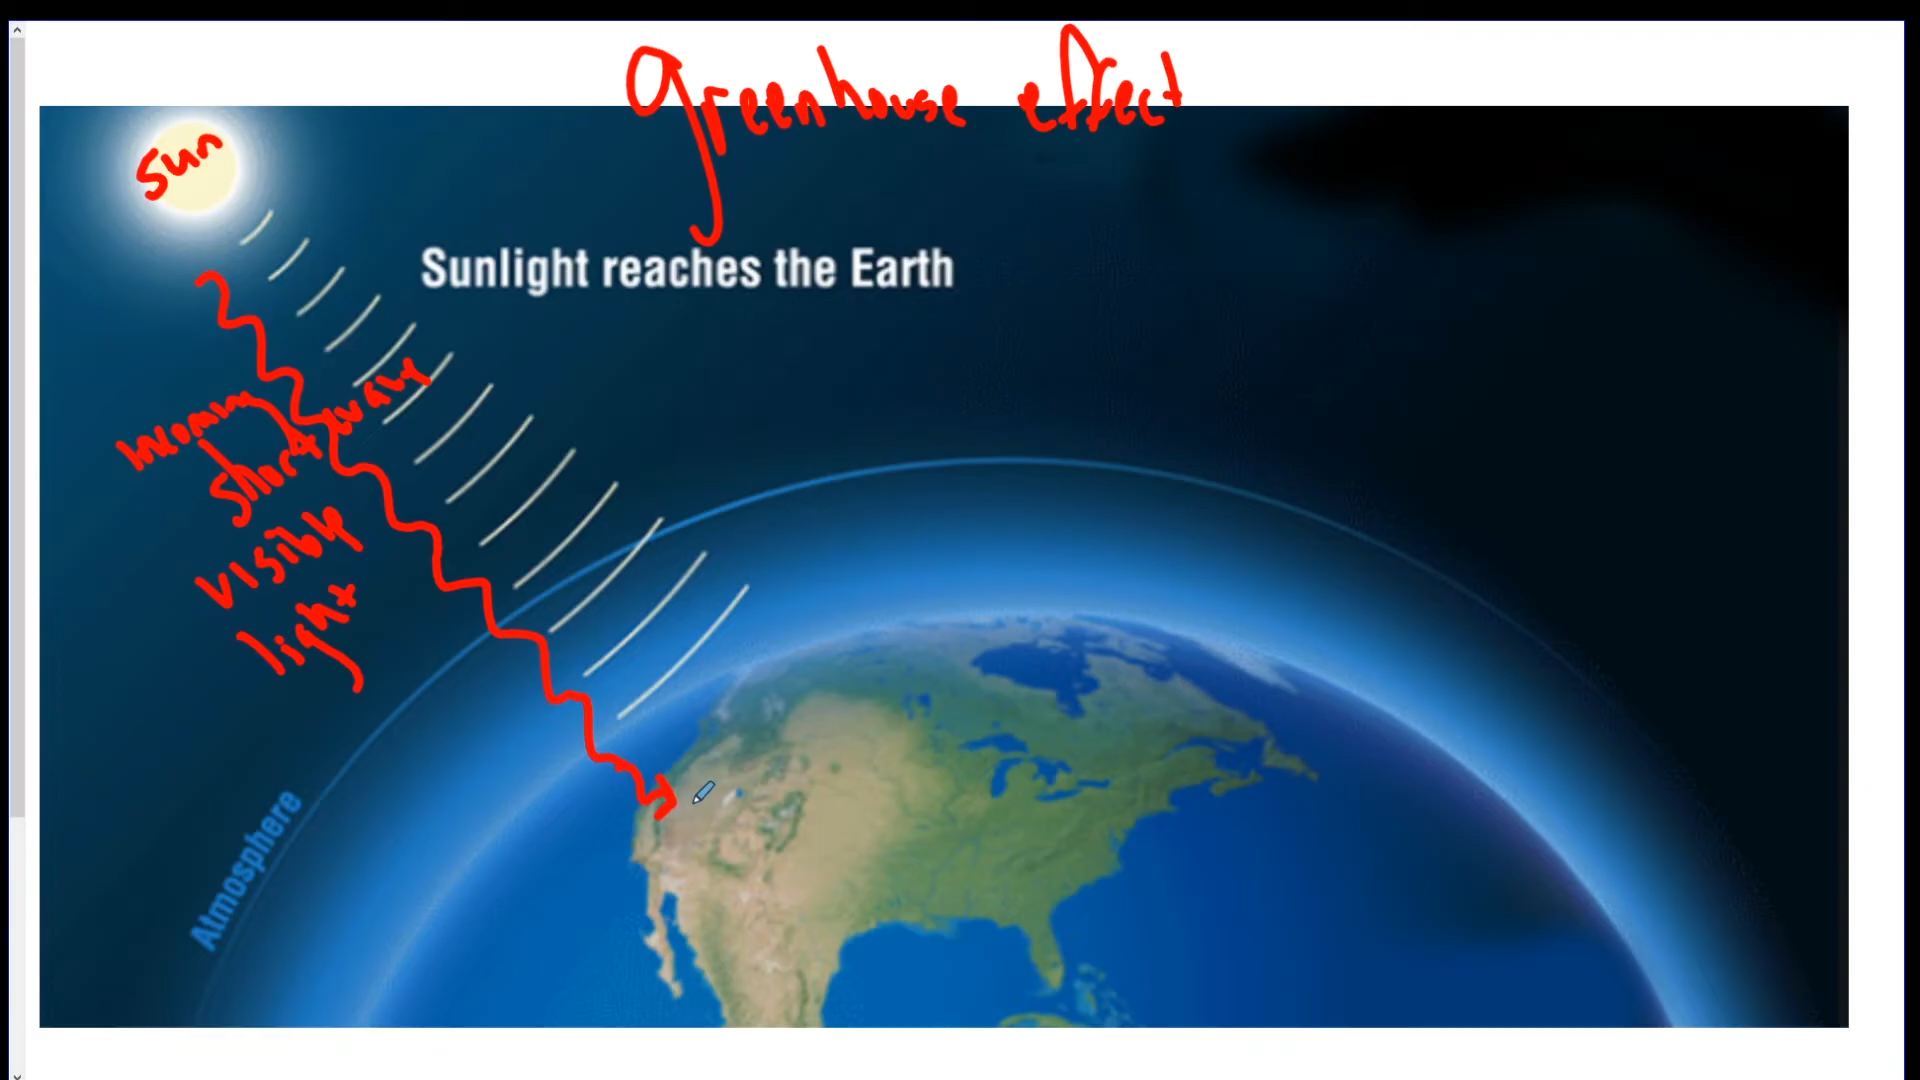 Greenhouse effect
Sun
Sunlight reaches the Earth
Incoming
short wave
visible
light
Atmosphere